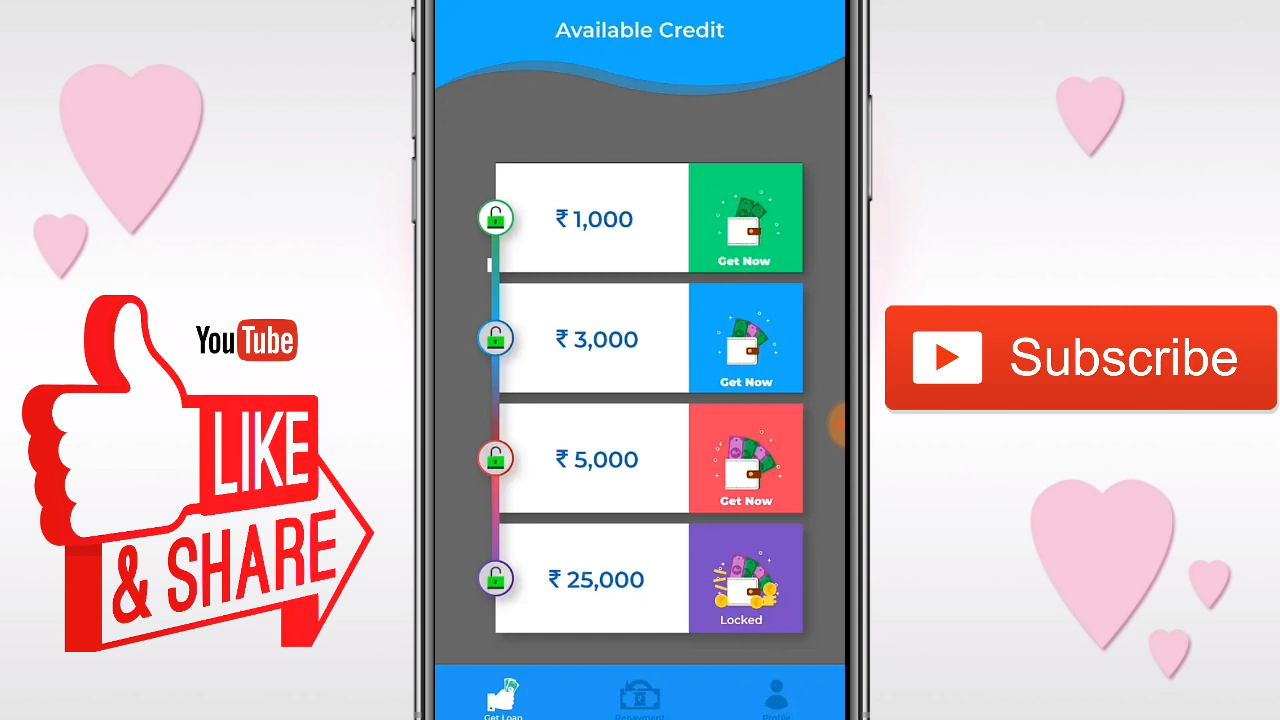 Available Credit
₹ 1,000
Get Now
₹ 3,000
Get Now
₹ 5,000
Get Now
₹ 25,000
Locked
Get Loan
Repayment
Profile
YouTube
LIKE
& SHARE
Subscribe